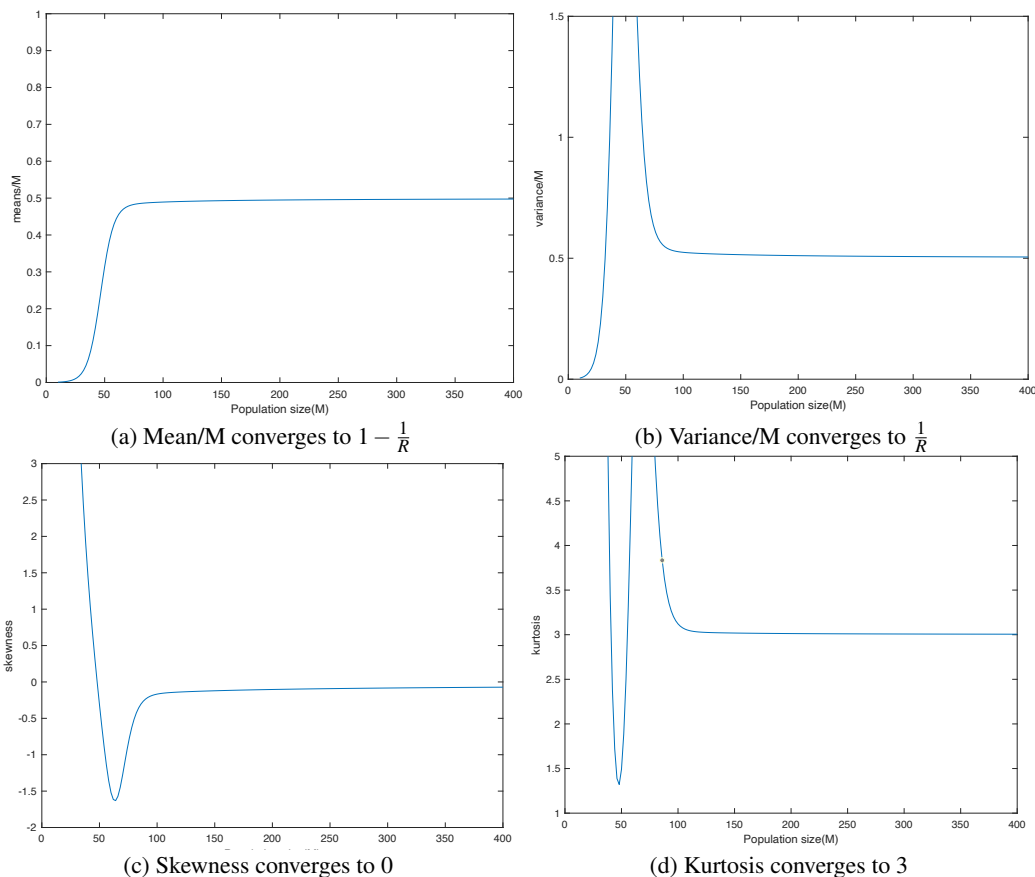 1
0.9
0.8
0.7
0.6
0.5
0.4
0.3
0.2
0.1
0
means/M
0 50 100 150 200 250 300 350 400
Population size(M)
(a) Mean/M converges to 1 − 1/R
1.5
1
0.5
0
variance/M
0 50 100 150 200 250 300 350 400
Population size(M)
(b) Variance/M converges to 1/R
3
2.5
2
1.5
1
0.5
0
-0.5
-1
-1.5
-2
skewness
0 50 100 150 200 250 300 350 400
(c) Skewness converges to 0
5
4.5
4
3.5
3
2.5
2
1.5
1
kurtosis
0 50 100 150 200 250 300 350 400
Population size(M)
(d) Kurtosis converges to 3